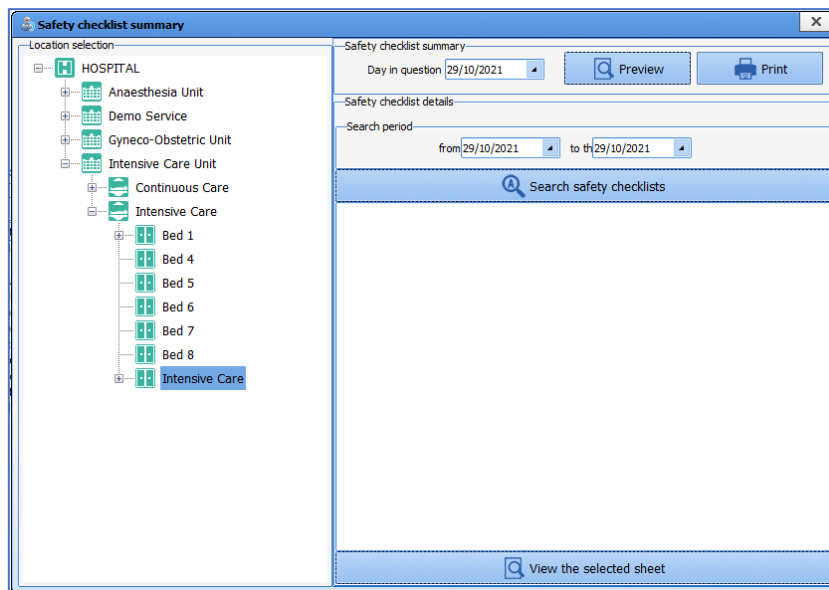 Safety checklist summary
Location selection
HOSPITAL
Anaesthesia Unit
Demo Service
Gyneco-Obstetric Unit
Intensive Care Unit
Continuous Care
Intensive Care
Bed 1
Bed 4
Bed 5
Bed 6
Bed 7
Bed 8
Intensive Care
Safety checklist summary
Day in question 29/10/2021
Preview
Print
Safety checklist details
Search period
from 29/10/2021 to th 29/10/2021
Search safety checklists
View the selected sheet